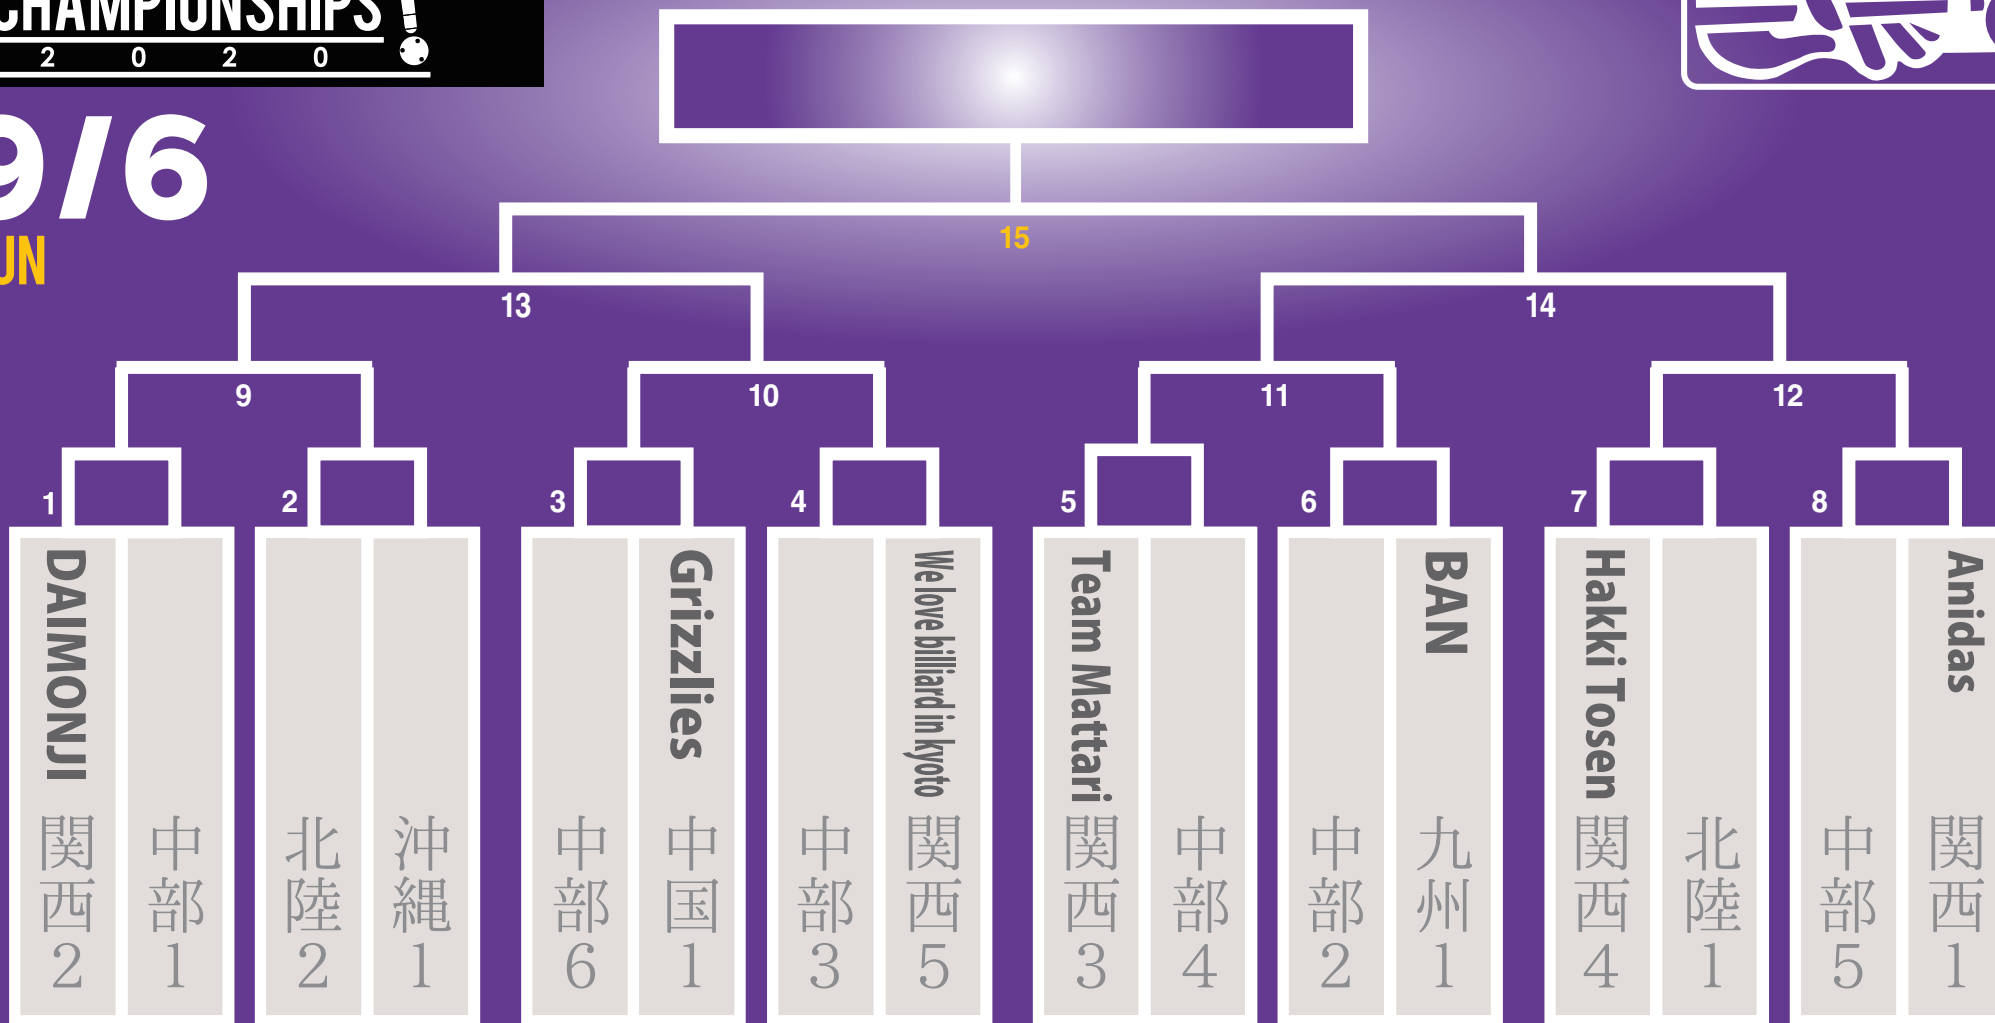 CHAMPIONSHIPS
2020
9/6
UN
15
13
14
9
10
11
12
1
2
3
4
5
6
7
8
DAIMONJI
関西2
中部1
北陸2
沖縄1
中部6
Grizzlies
中国1
中部3
We love billiard in kyoto
関西5
Team Mattari
関西3
中部4
中部2
BAN
九州1
Hakki Tosen
関西4
北陸1
中部5
Anidas
関西1